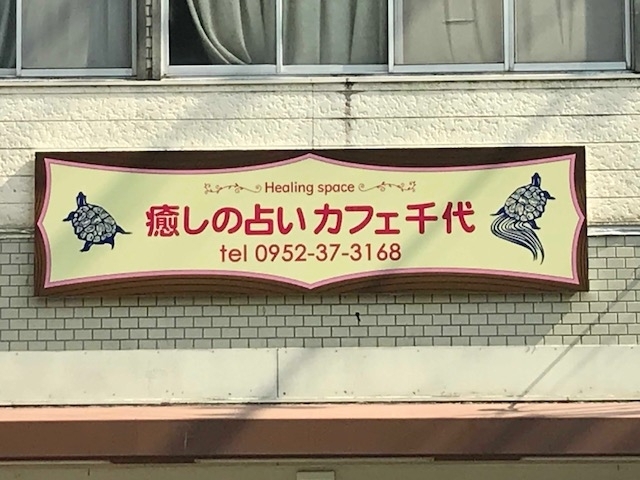 Healing space
癒しの占いカフェ千代
tel 0952-37-3168